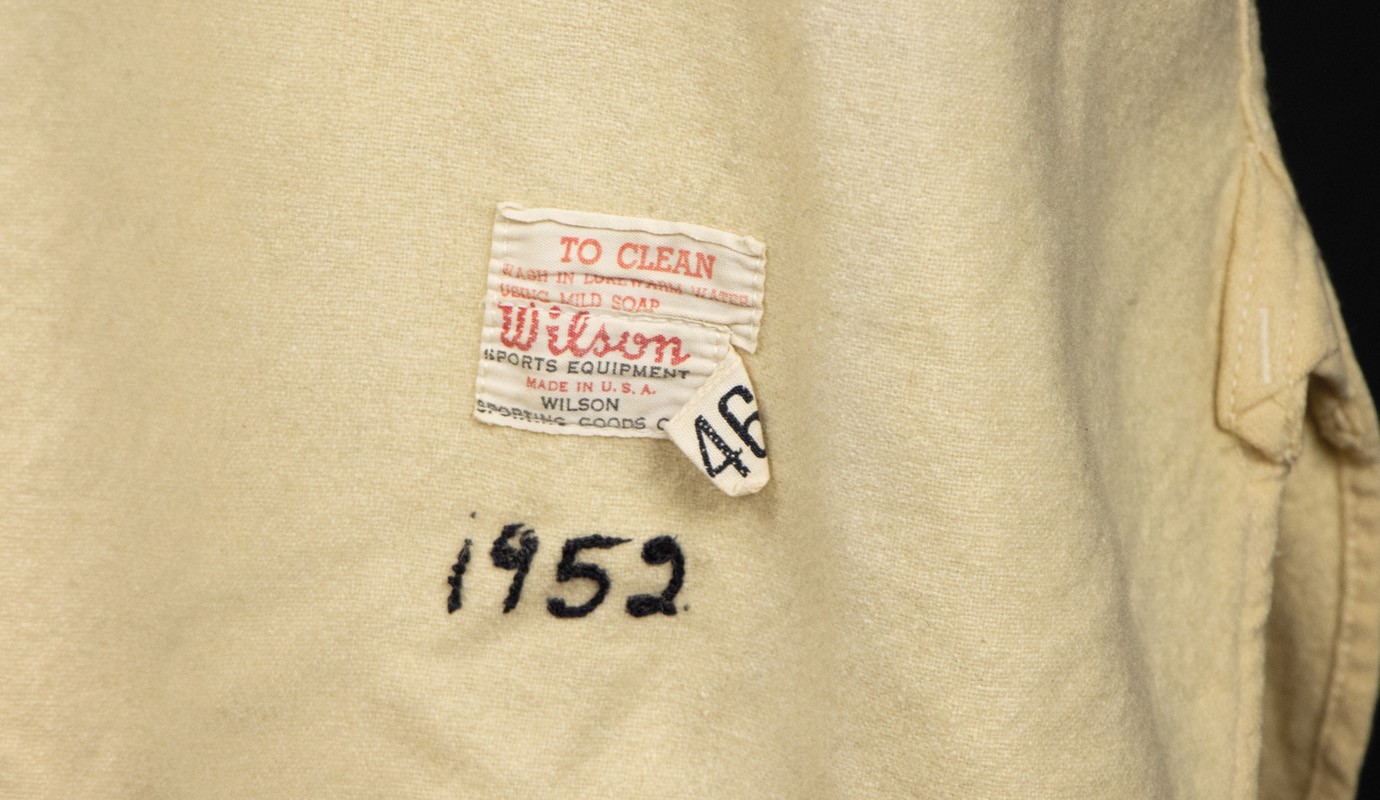 TO CLEAN
WASH IN LUKEWARM WATER
USING MILD SOAP
Wilson
SPORTS EQUIPMENT
MADE IN U.S.A.
WILSON
SPORTING GOODS C
46
1952